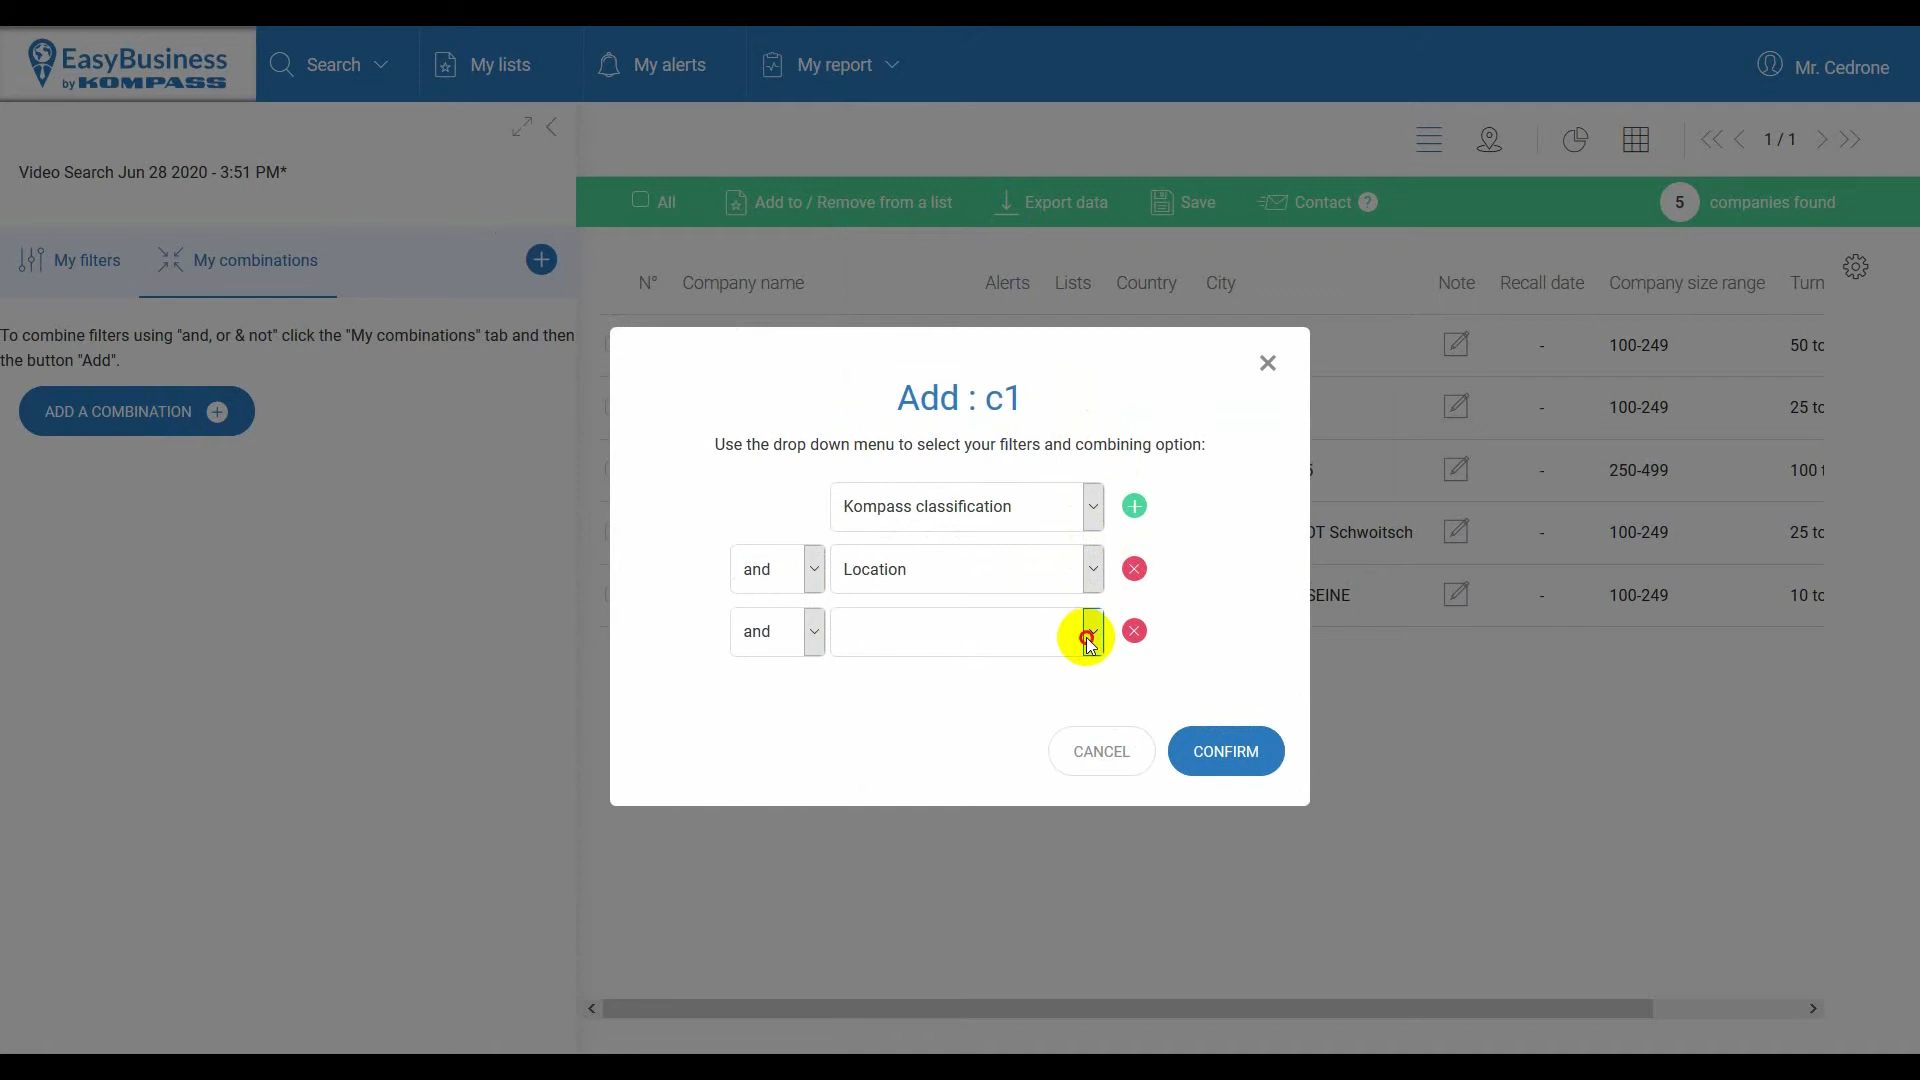 EasyBusiness
by KOMPASS
Search
My lists
My alerts
My report
Mr. Cedrone
Video Search Jun 28 2020 - 3:51 PM*
1 / 1
All
Add to / Remove from a list
Export data
Save
Contact ?
5 companies found
My filters
My combinations
N° Company name Alerts Lists Country City Note Recall date Company size range Turn
To combine filters using "and, or & not" click the "My combinations" tab and then
the button "Add".
ADD A COMBINATION
- 100-249 50 to
- 100-249 25 to
- 250-499 100 t
OT Schwoitsch - 100-249 25 to
SEINE - 100-249 10 to
Add : c1
Use the drop down menu to select your filters and combining option:
Kompass classification
and Location
and
CANCEL
CONFIRM